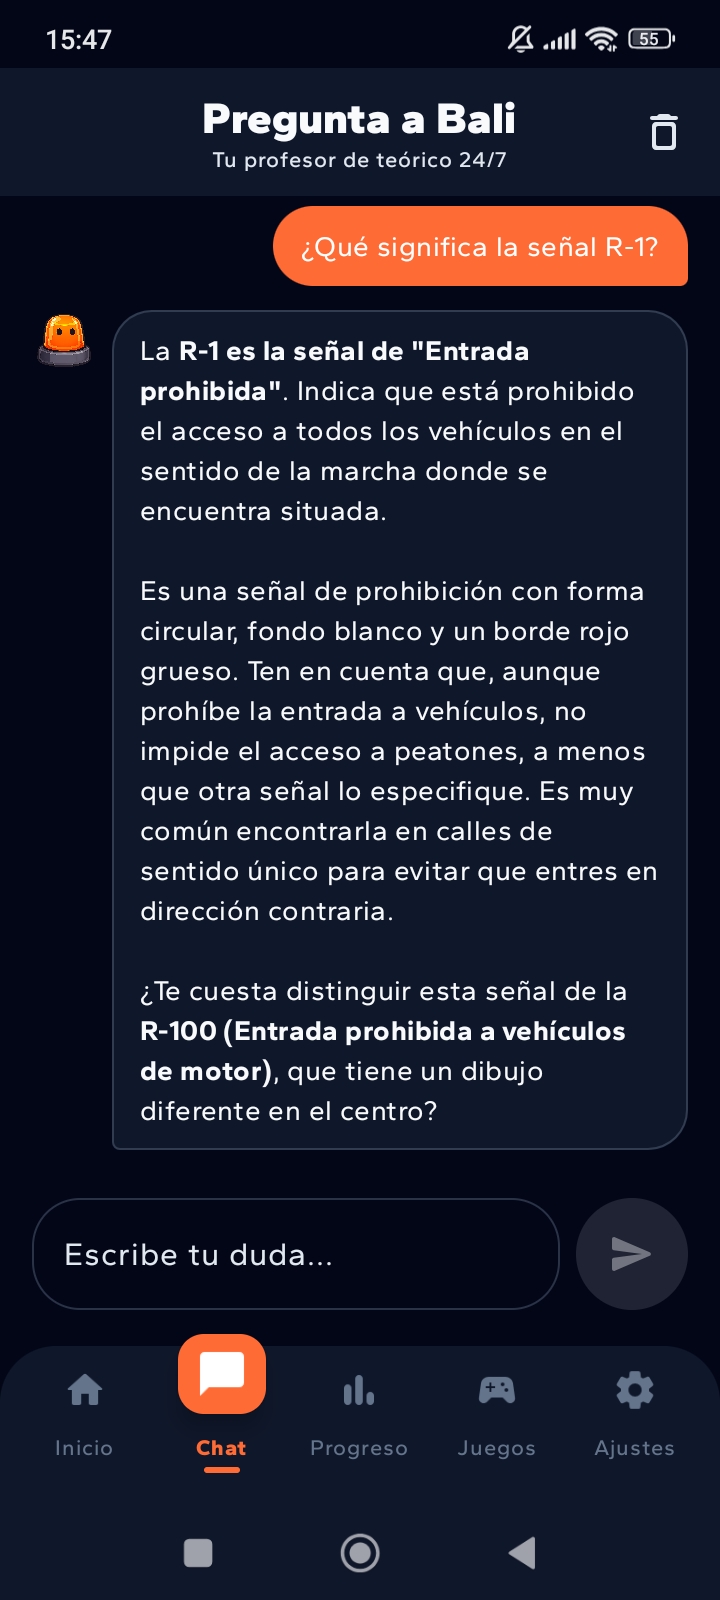 15:47
55
Pregunta a Bali
Tu profesor de teórico 24/7
¿Qué significa la señal R-1?
La R-1 es la señal de "Entrada
prohibida". Indica que está prohibido
el acceso a todos los vehículos en el
sentido de la marcha donde se
encuentra situada.
Es una señal de prohibición con forma
circular, fondo blanco y un borde rojo
grueso. Ten en cuenta que, aunque
prohíbe la entrada a vehículos, no
impide el acceso a peatones, a menos
que otra señal lo especifique. Es muy
común encontrarla en calles de
sentido único para evitar que entres en
dirección contraria.
¿Te cuesta distinguir esta señal de la
R-100 (Entrada prohibida a vehículos
de motor), que tiene un dibujo
diferente en el centro?
Escribe tu duda...
Inicio
Chat
Progreso
Juegos
Ajustes